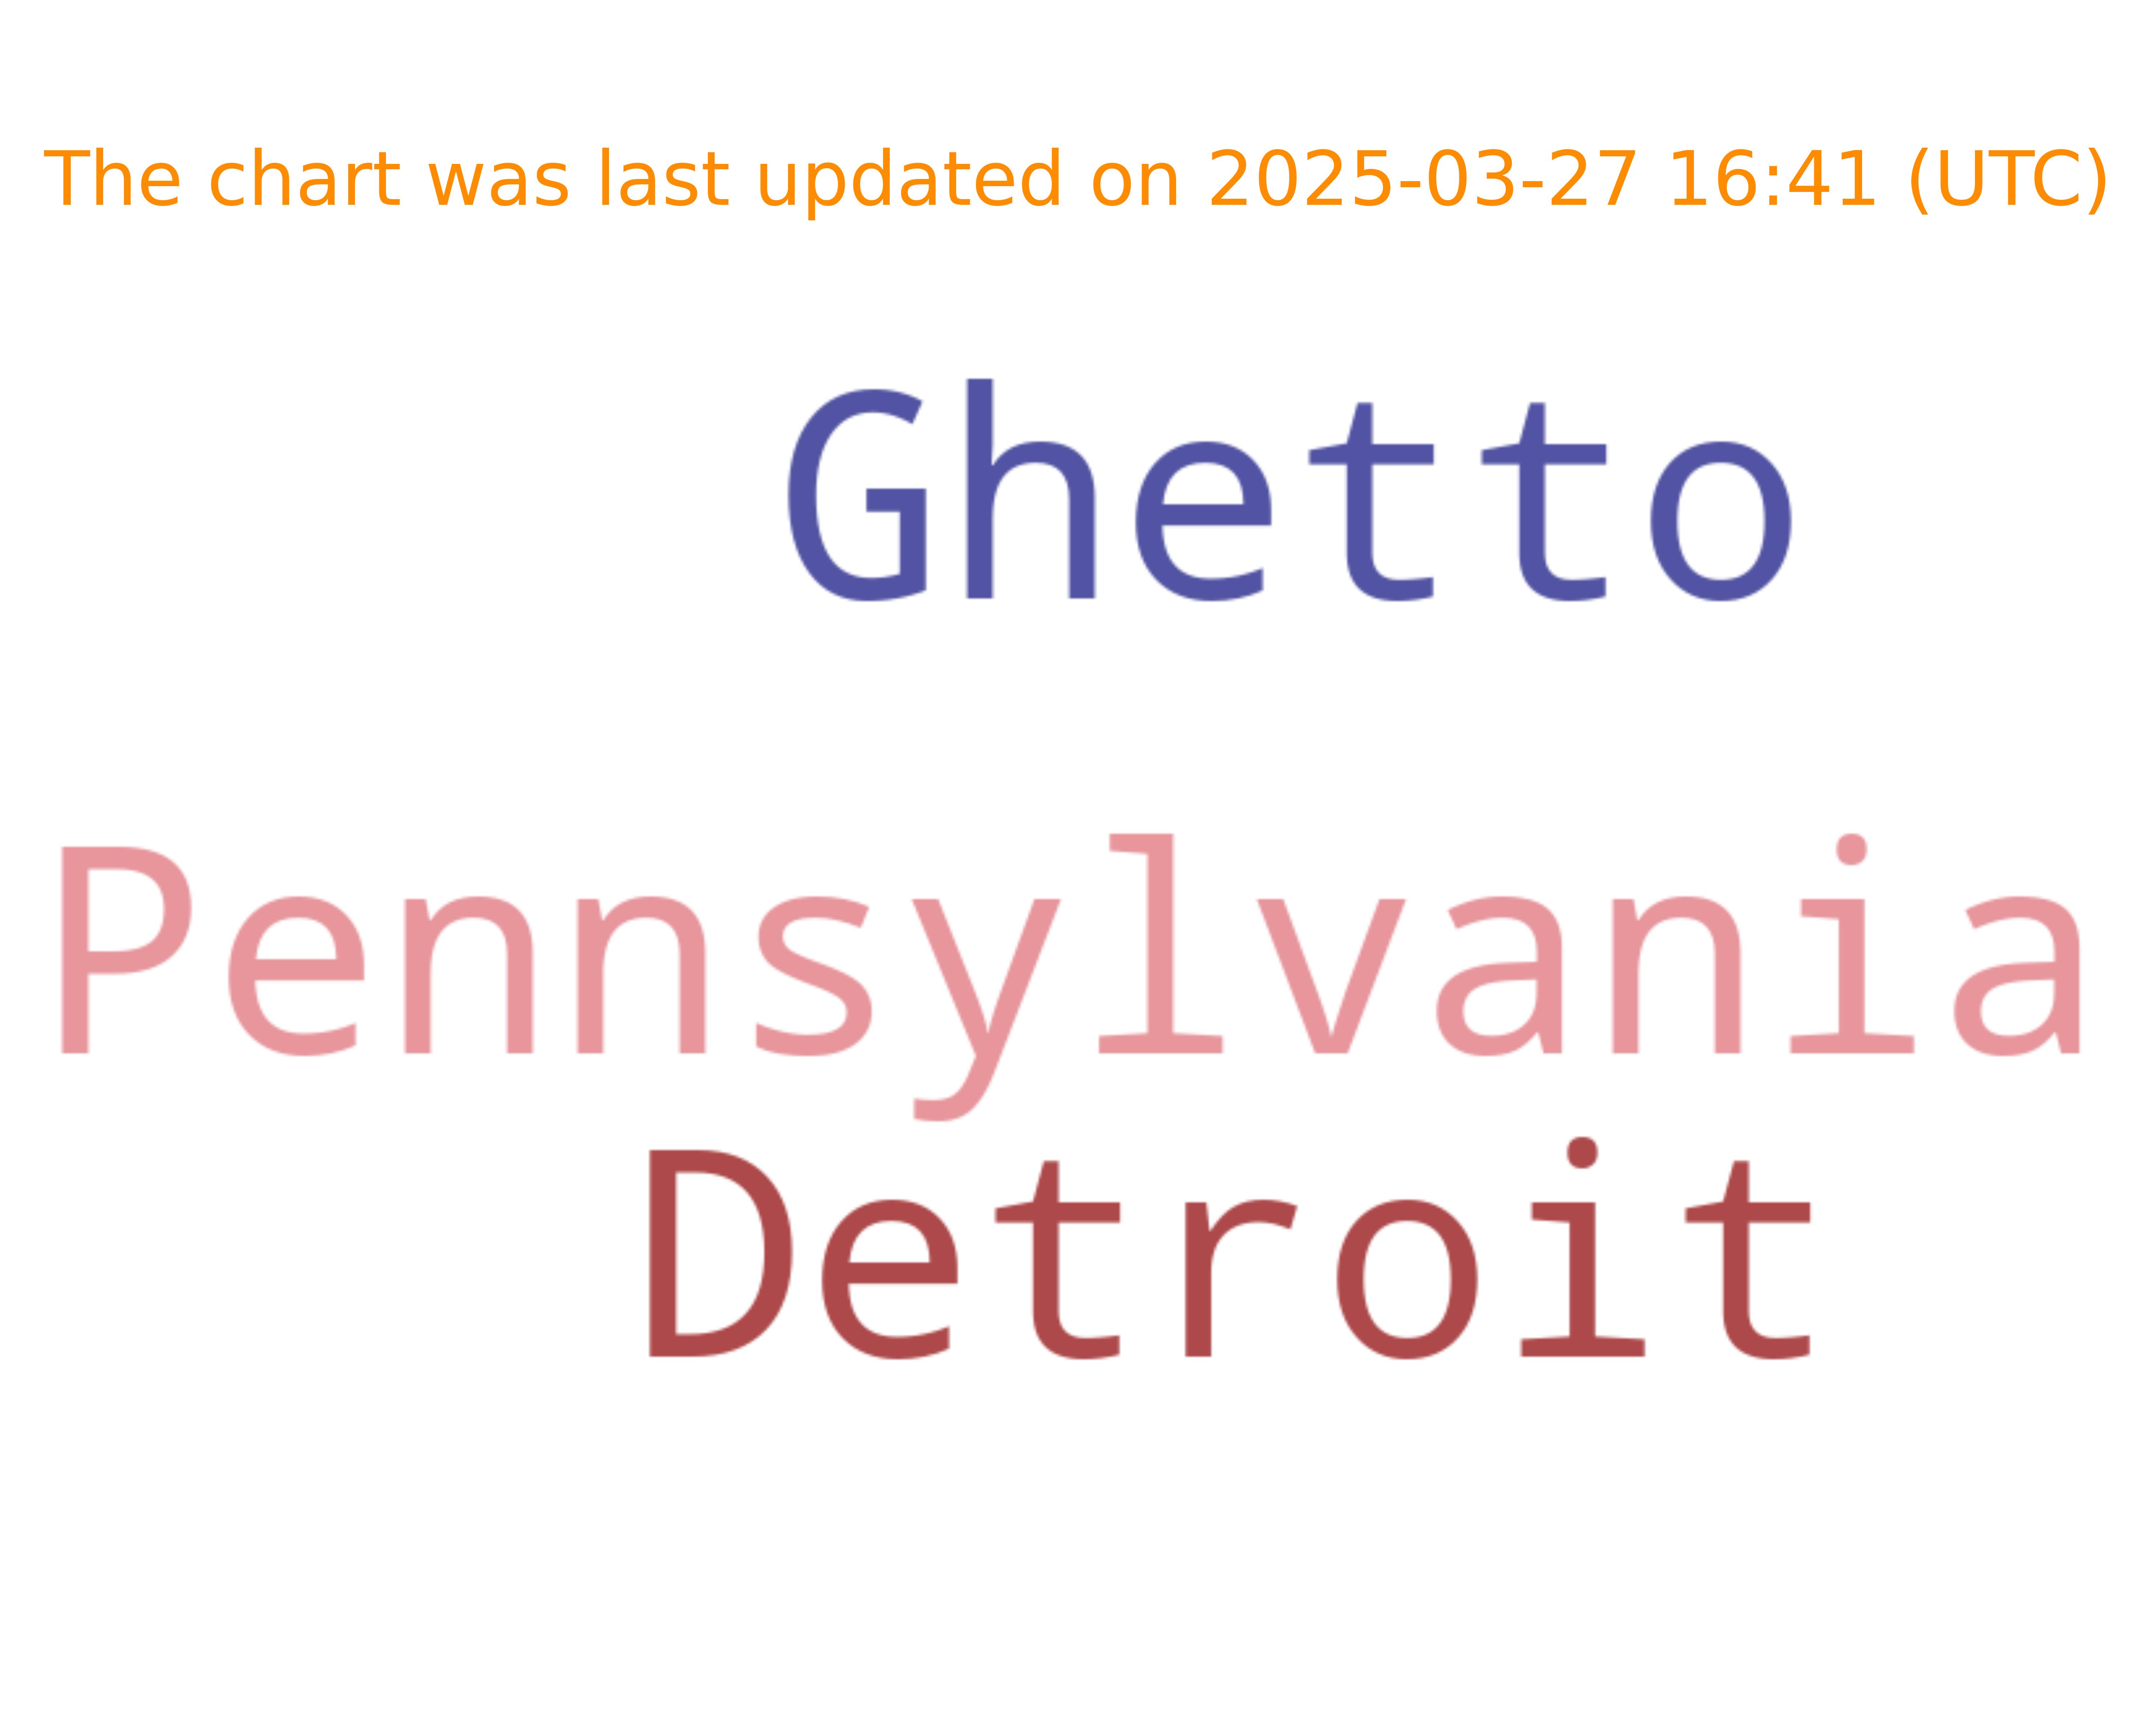 The chart was last updated on 2025-03-27 16:41 (UTC)
Ghetto
Pennsylvania
Detroit